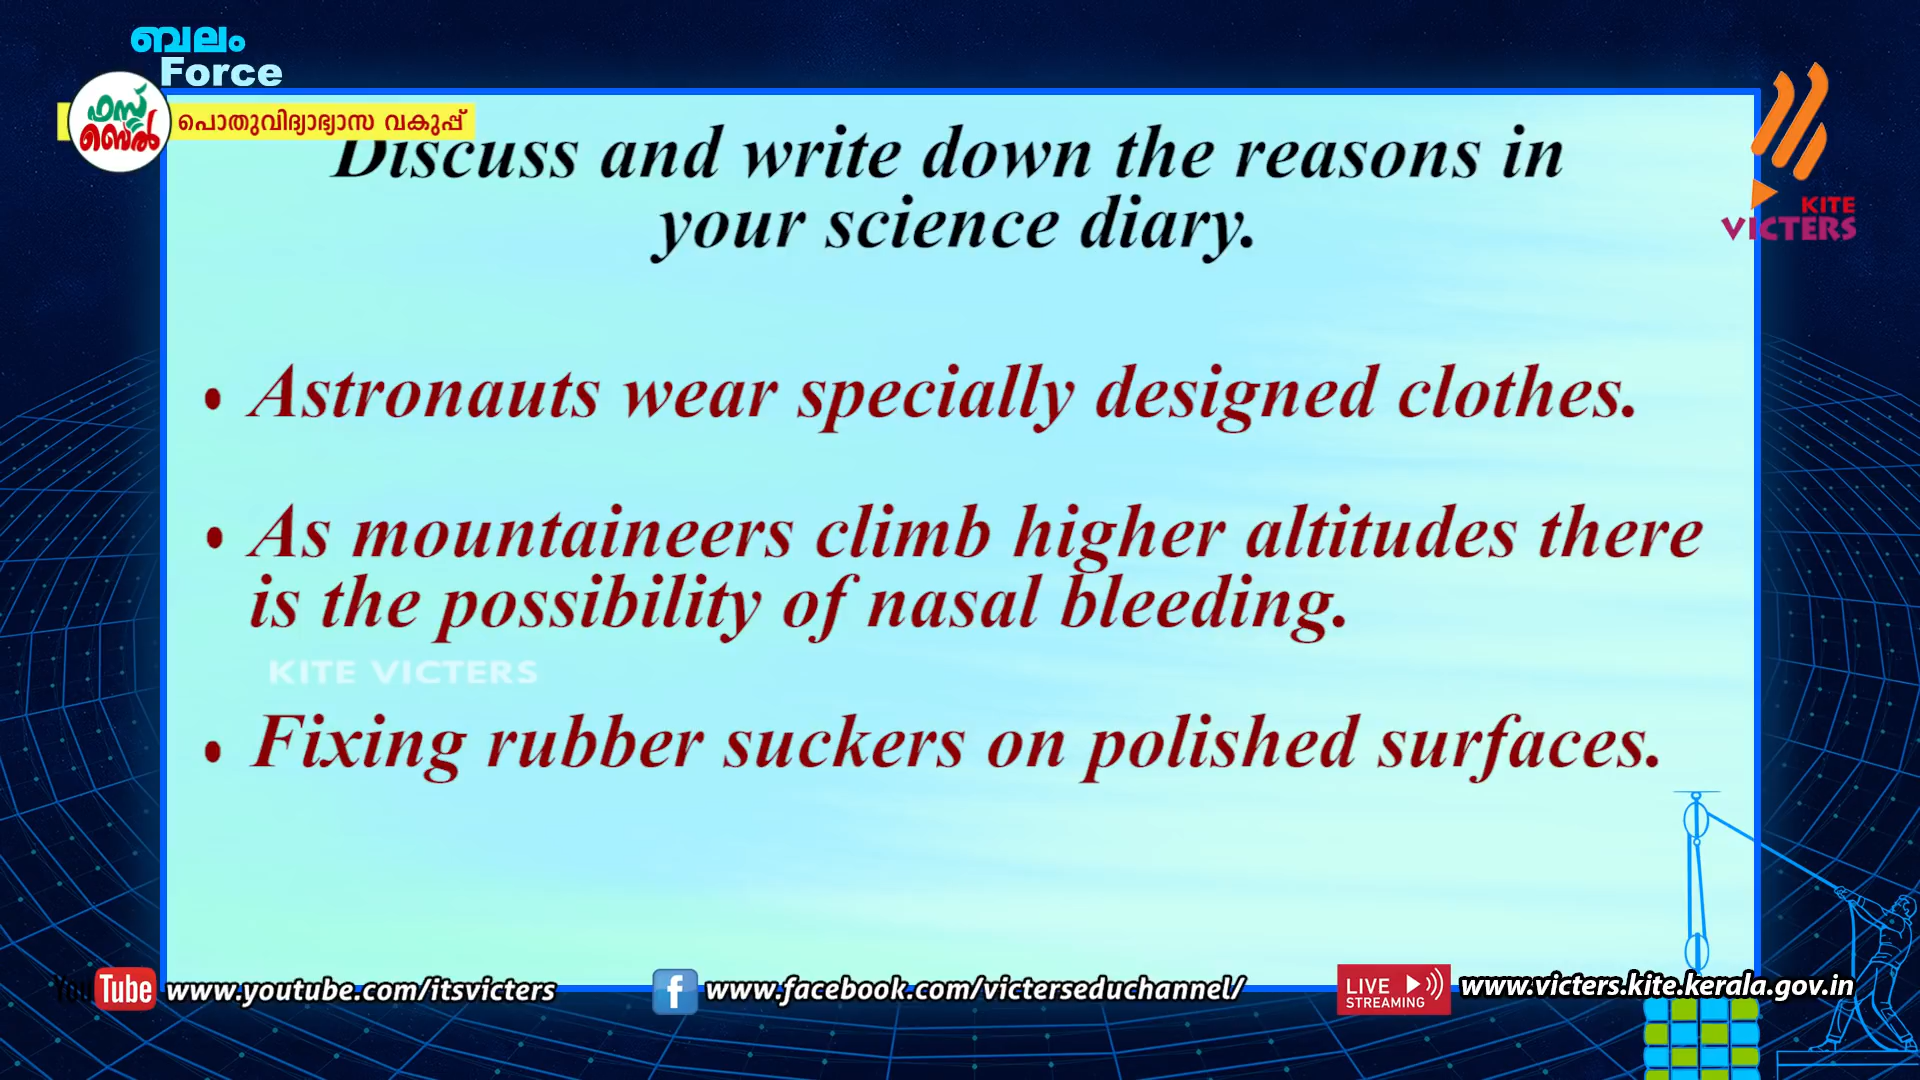 ബലം
Force
ഫസ്റ്റ്
ബെൽ
പൊതുവിദ്യാഭ്യാസ വകുപ്പ്
Discuss and write down the reasons in
your science diary.
KITE
VICTERS
• Astronauts wear specially designed clothes.
• As mountaineers climb higher altitudes there
is the possibility of nasal bleeding.
KITE VICTERS
• Fixing rubber suckers on polished surfaces.
YouTube www.youtube.com/itsvicters
f www.facebook.com/victerseduchannel/
LIVE STREAMING www.victers.kite.kerala.gov.in